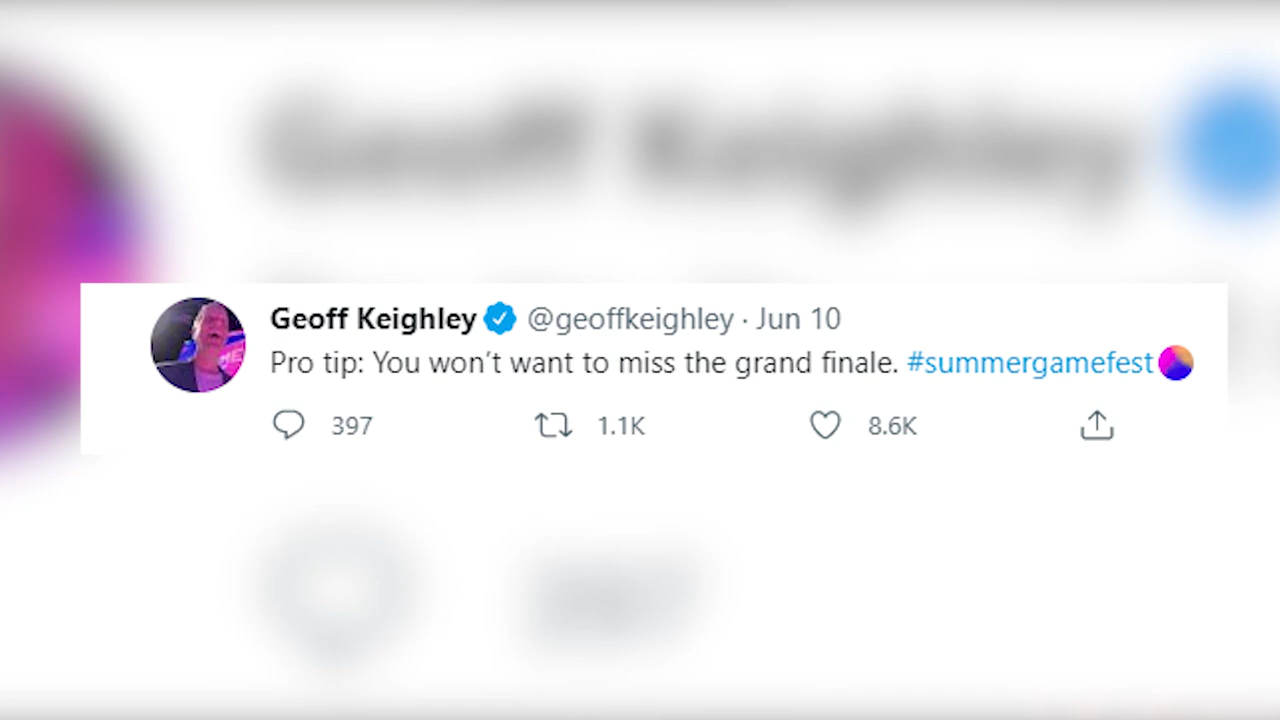 Geoff Keighley @geoffkeighley · Jun 10
Pro tip: You won't want to miss the grand finale. #summergamefest
397 1.1K 8.6K